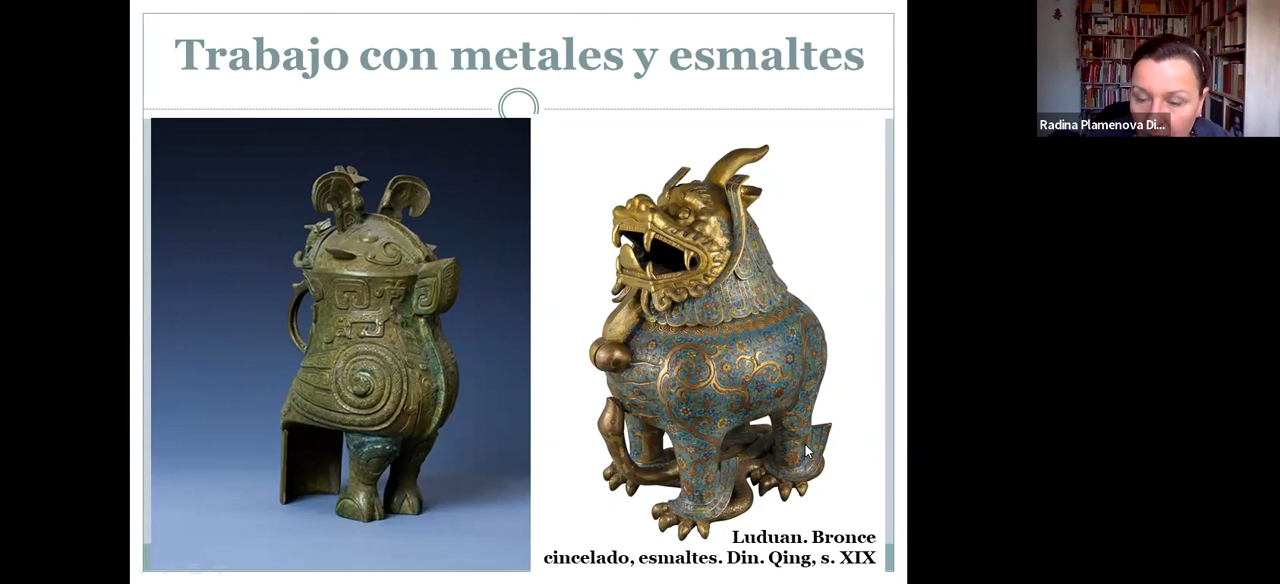 Trabajo con metales y esmaltes
Radina Plamenova Di...
Luduan. Bronce
cincelado, esmaltes. Din. Qing, s. XIX